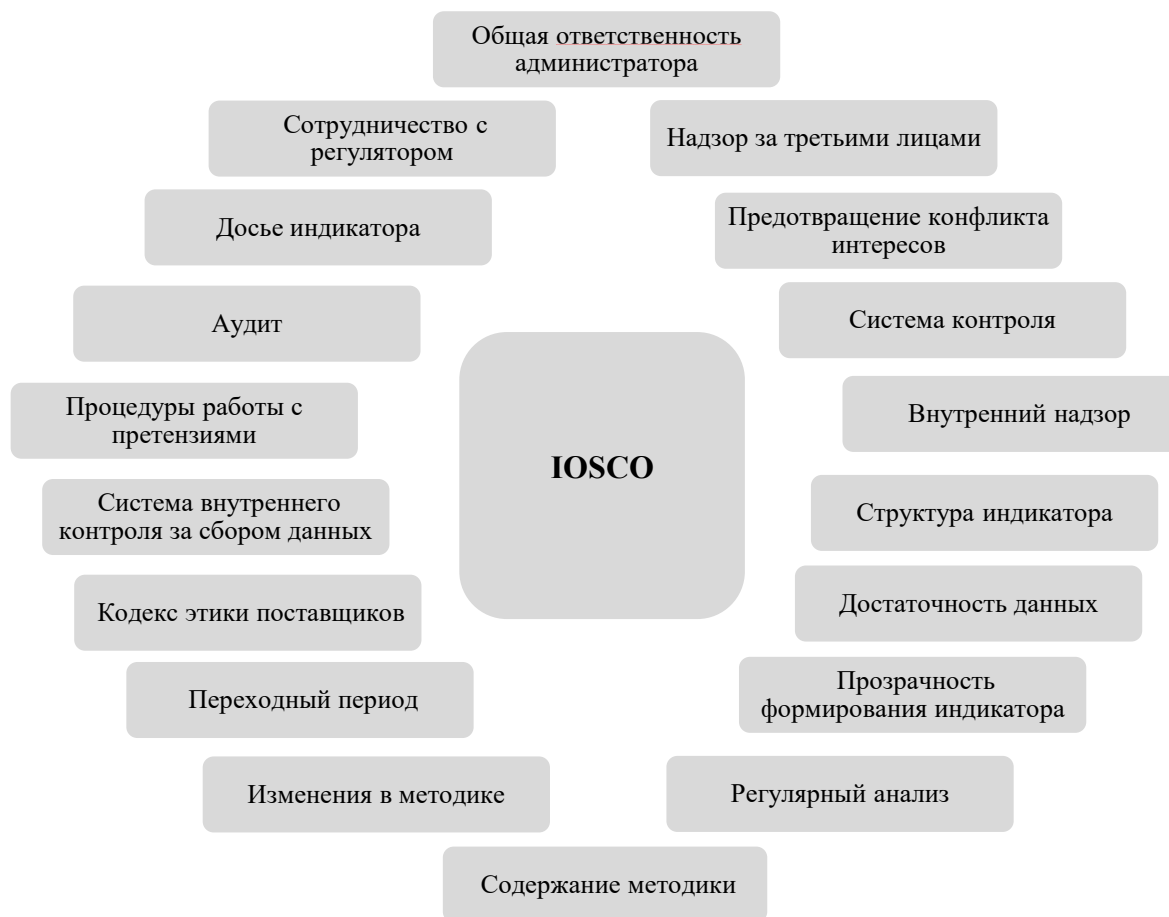 Общая ответственность
администратора
Сотрудничество с
регулятором
Надзор за третьими лицами
Досье индикатора
Предотвращение конфликта
интересов
Аудит
Система контроля
Процедуры работы с
претензиями
Внутренний надзор
IOSCO
Система внутреннего
контроля за сбором данных
Структура индикатора
Кодекс этики поставщиков
Достаточность данных
Переходный период
Прозрачность
формирования индикатора
Изменения в методике
Регулярный анализ
Содержание методики